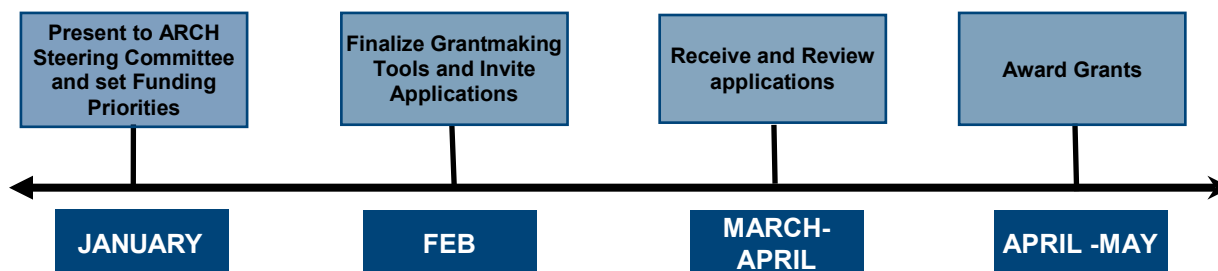 Present to ARCH
Steering Committee
and set Funding
Priorities
Finalize Grantmaking
Tools and Invite
Applications
Receive and Review
applications
Award Grants
JANUARY
FEB
MARCH-
APRIL
APRIL -MAY